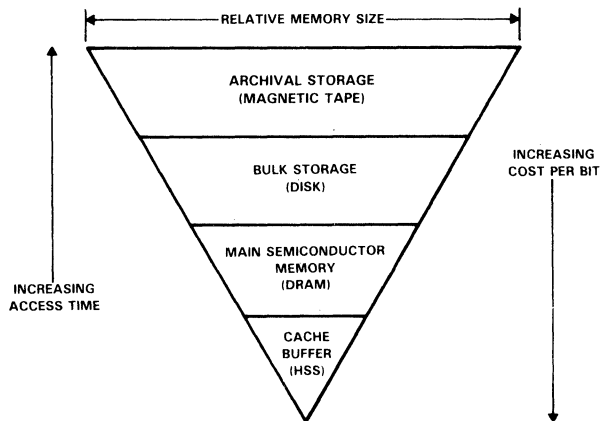 RELATIVE MEMORY SIZE
ARCHIVAL STORAGE
(MAGNETIC TAPE)
BULK STORAGE
(DISK)
INCREASING
COST PER BIT
MAIN SEMICONDUCTOR
MEMORY
(DRAM)
INCREASING
ACCESS TIME
CACHE
BUFFER
(HSS)